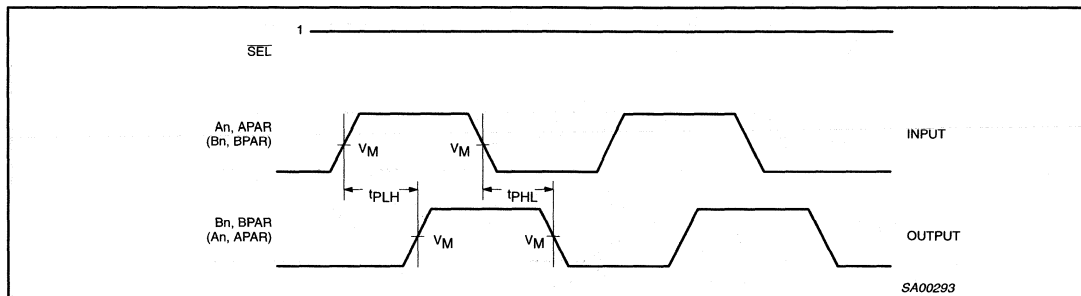 1
SEL
An, APAR
(Bn, BPAR)
VM
VM
INPUT
tPLH
tPHL
Bn, BPAR
(An, APAR)
VM
VM
OUTPUT
SA00293